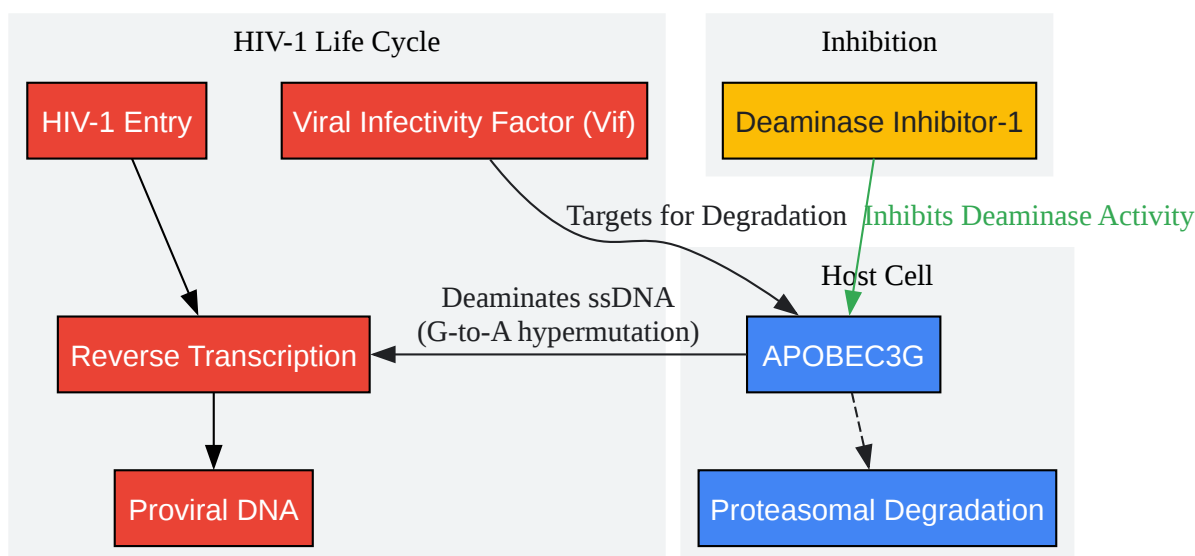 HIV-1 Life Cycle
Inhibition
HIV-1 Entry
Viral Infectivity Factor (Vif)
Deaminase Inhibitor-1
Targets for Degradation
Inhibits Deaminase Activity
Host Cell
Deaminates ssDNA
(G-to-A hypermutation)
Reverse Transcription
APOBEC3G
Proviral DNA
Proteasomal Degradation